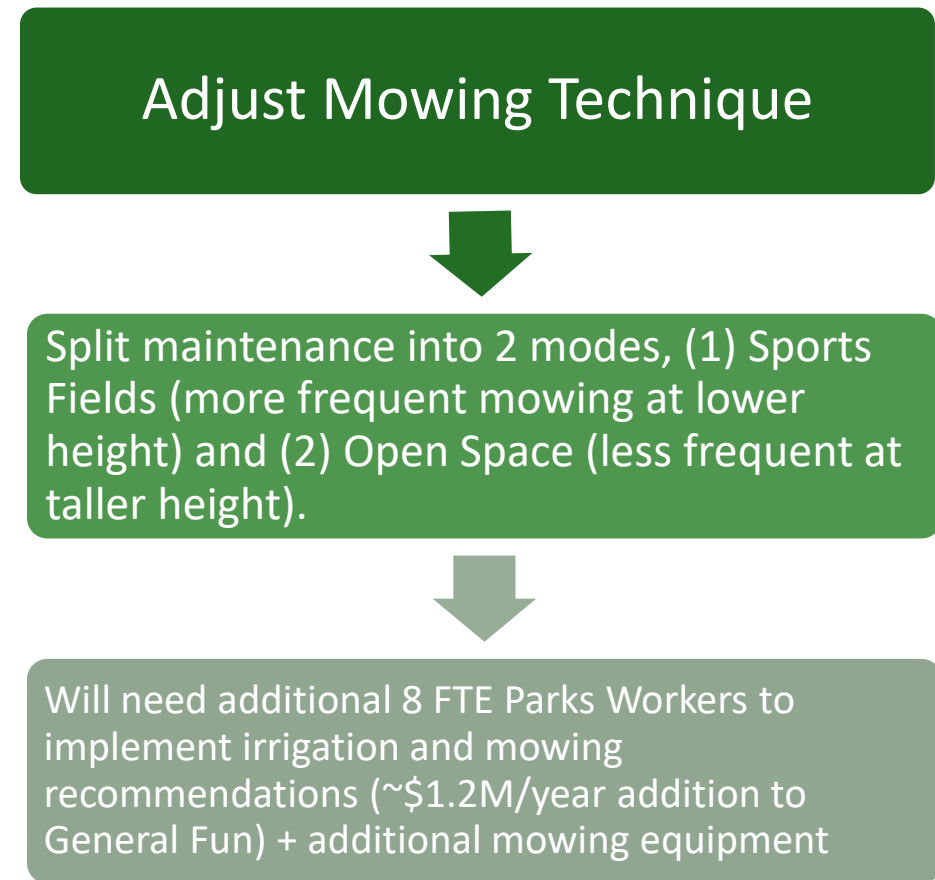 Adjust Mowing Technique
Split maintenance into 2 modes, (1) Sports
Fields (more frequent mowing at lower
height) and (2) Open Space (less frequent at
taller height).
Will need additional 8 FTE Parks Workers to
implement irrigation and mowing
recommendations (~$1.2M/year addition to
General Fun) + additional mowing equipment